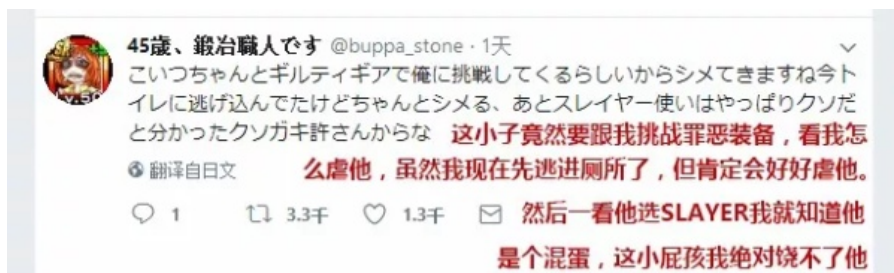 45歳、鍛冶職人です @buppa_stone · 1天
こいつちゃんとギルティギアで俺に挑戦してくるらしいからシメてきますね今ト
イレに逃げ込んでたけどちゃんとシメる、あとスレイヤー使いはやっぱりクソだ
と分かったクソガキ許さんからな 这小子竟然要跟我挑战罪恶装备，看我怎
翻译自日文 么虐他，虽然我现在先逃进厕所了，但肯定会好好虐他。
1 3.3千 1.3千 然后一看他选SLAYER我就知道他
是个混蛋，这小屁孩我绝对饶不了他
Lv.50